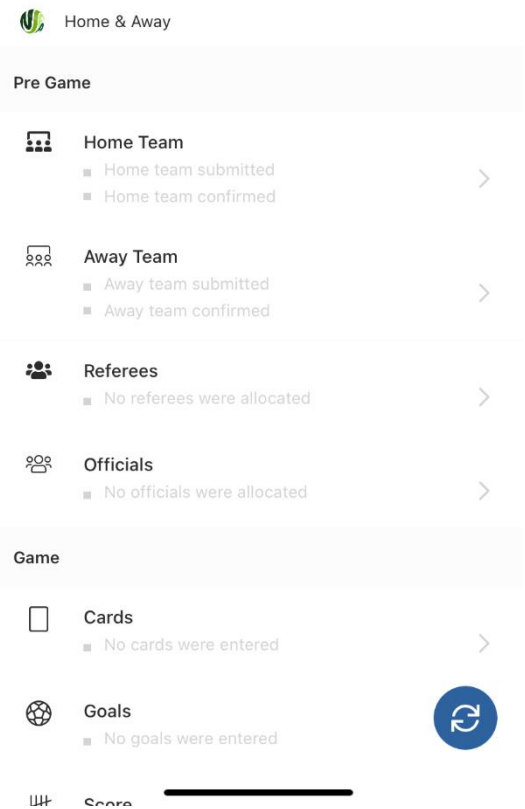 Home & Away
Pre Game
Home Team
Home team submitted
Home team confirmed
Away Team
Away team submitted
Away team confirmed
Referees
No referees were allocated
Officials
No officials were allocated
Game
Cards
No cards were entered
Goals
No goals were entered
Score